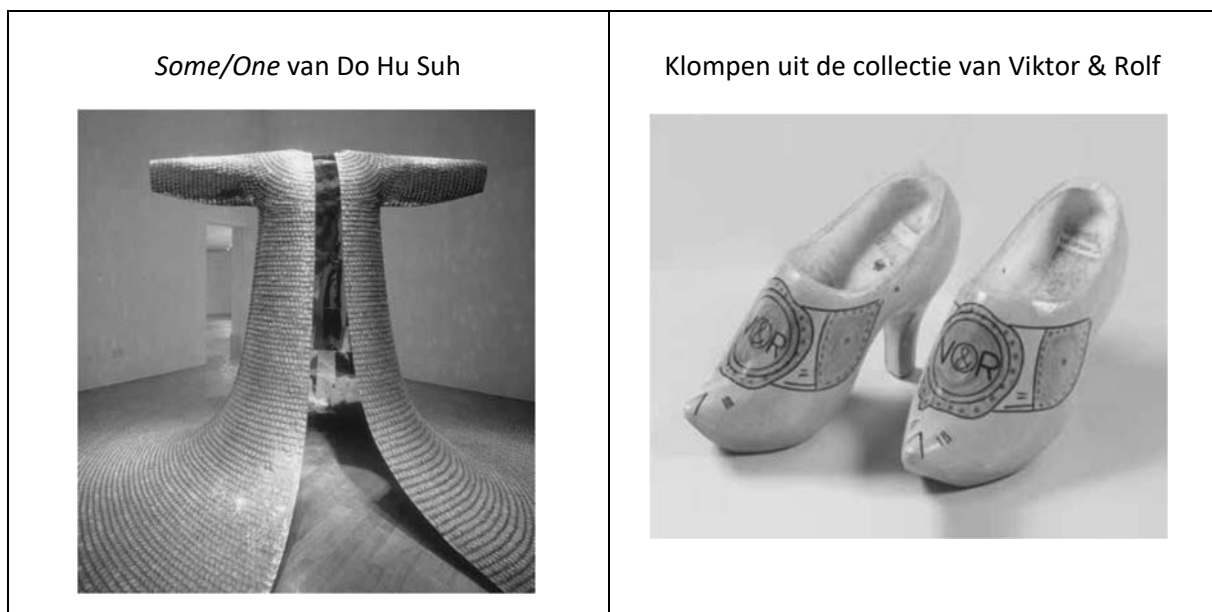 Some/One van Do Hu Suh
Klompen uit de collectie van Viktor & Rolf
V&R
V&R